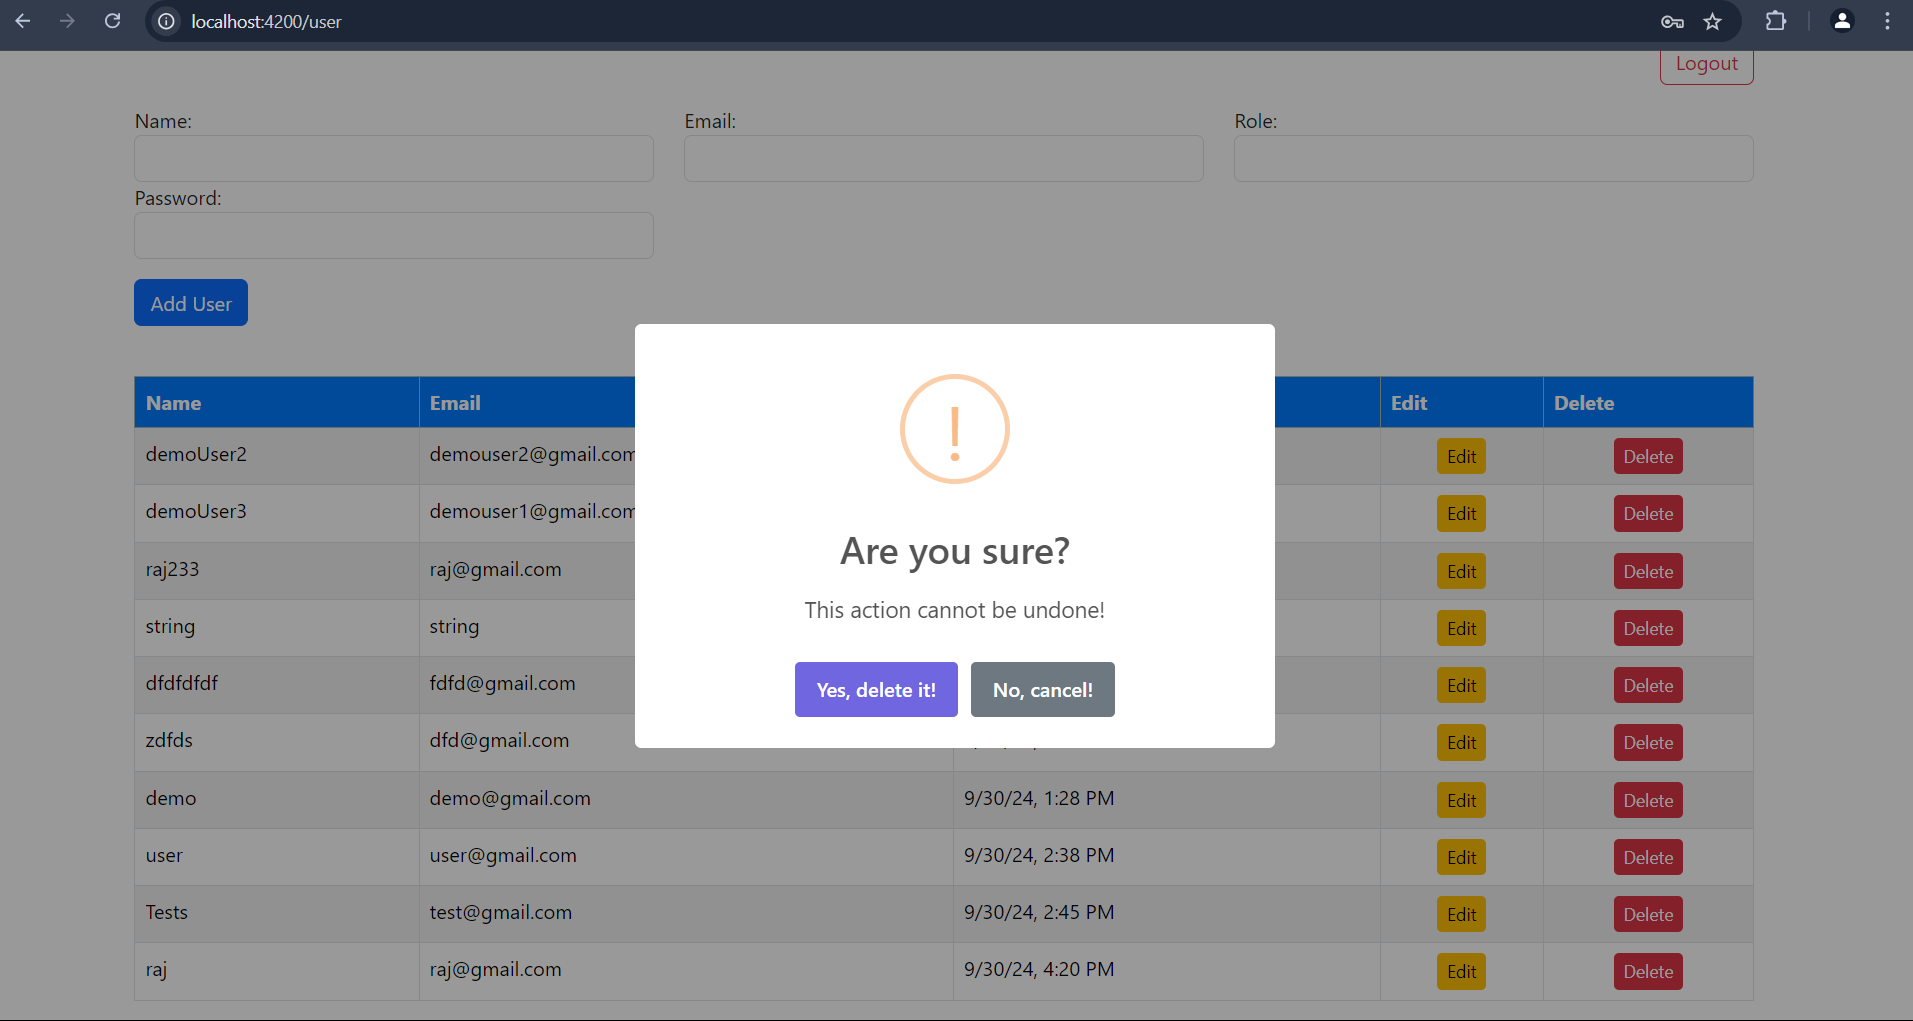 localhost:4200/user
Logout
Name: Email: Role:
Password:
Add User
Name Email Edit Delete
demoUser2 demouser2@gmail.com Edit Delete
demoUser3 demouser1@gmail.com Edit Delete
raj233 raj@gmail.com Edit Delete
string string Edit Delete
dfdfdfdf fdfd@gmail.com Edit Delete
zdfds dfd@gmail.com Edit Delete
demo demo@gmail.com 9/30/24, 1:28 PM Edit Delete
user user@gmail.com 9/30/24, 2:38 PM Edit Delete
Tests test@gmail.com 9/30/24, 2:45 PM Edit Delete
raj raj@gmail.com 9/30/24, 4:20 PM Edit Delete
!
Are you sure?
This action cannot be undone!
Yes, delete it! No, cancel!